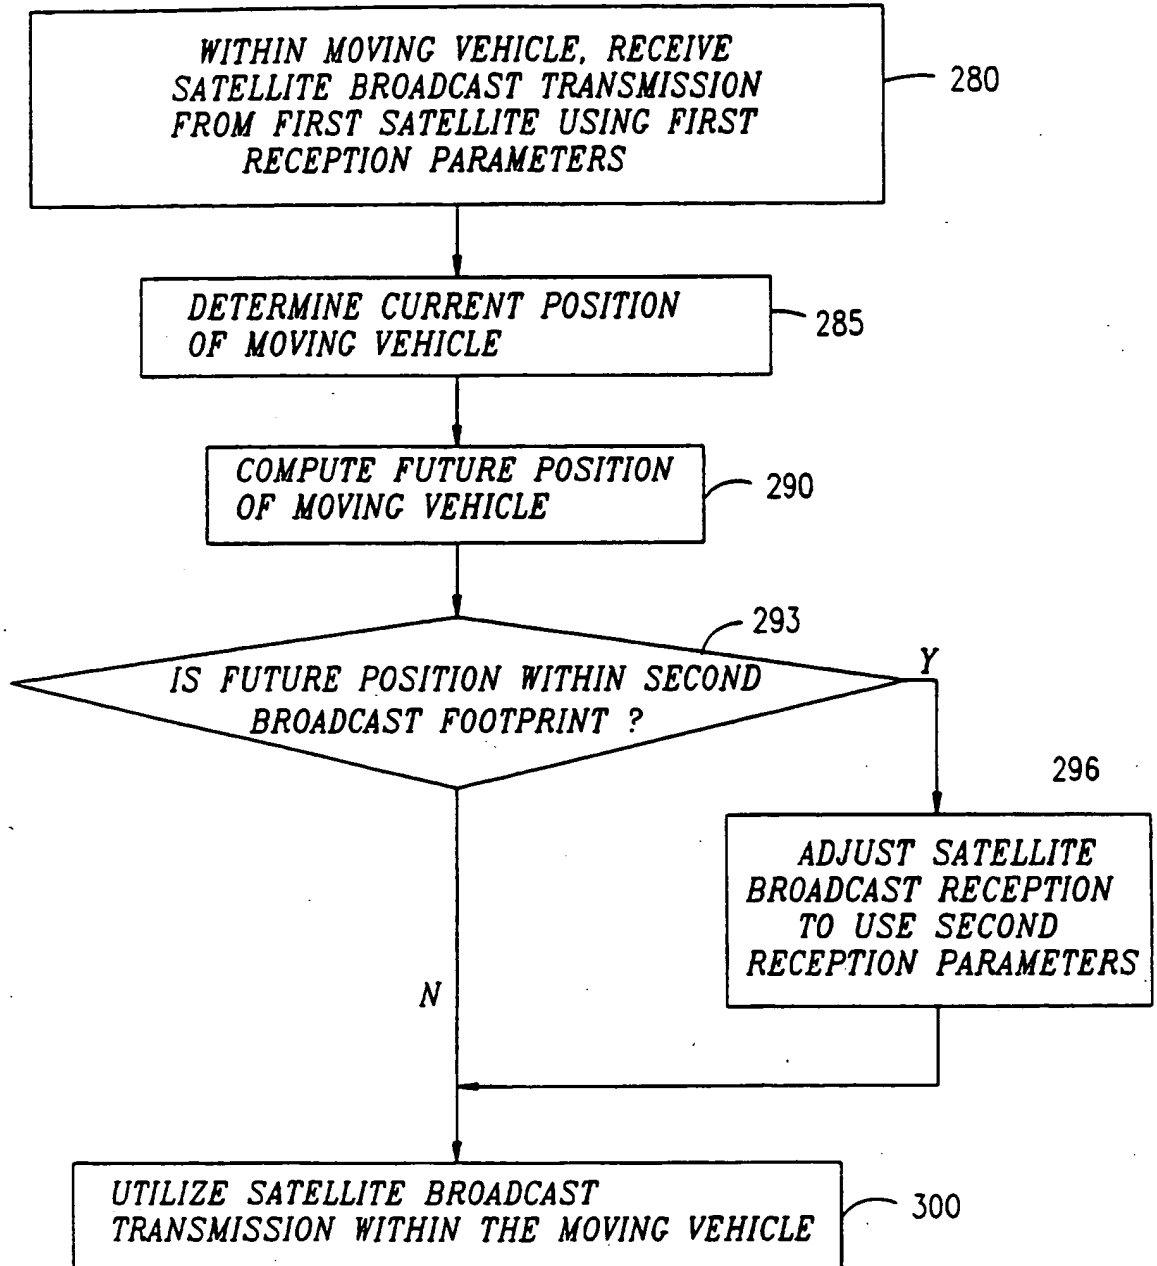 WITHIN MOVING VEHICLE, RECEIVE
SATELLITE BROADCAST TRANSMISSION
FROM FIRST SATELLITE USING FIRST
RECEPTION PARAMETERS
280
DETERMINE CURRENT POSITION
OF MOVING VEHICLE
285
COMPUTE FUTURE POSITION
OF MOVING VEHICLE
290
293
IS FUTURE POSITION WITHIN SECOND
BROADCAST FOOTPRINT ?
Y
296
ADJUST SATELLITE
BROADCAST RECEPTION
TO USE SECOND
RECEPTION PARAMETERS
N
UTILIZE SATELLITE BROADCAST
TRANSMISSION WITHIN THE MOVING VEHICLE
300